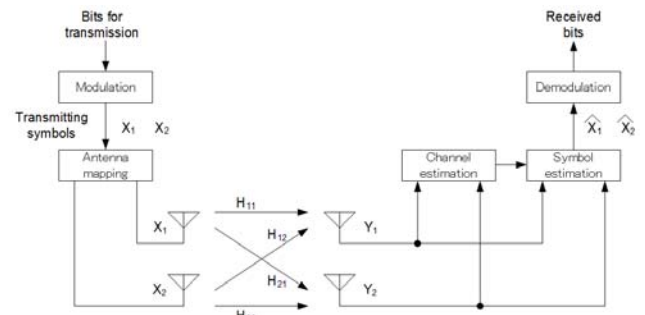 Bits for
transmission
Received
bits
Modulation
Demodulation
Transmitting
symbols
X1 X2
X̂1 X̂2
Antenna
mapping
Channel
estimation
Symbol
estimation
H11
X1
H12
Y1
H21
X2
Y2